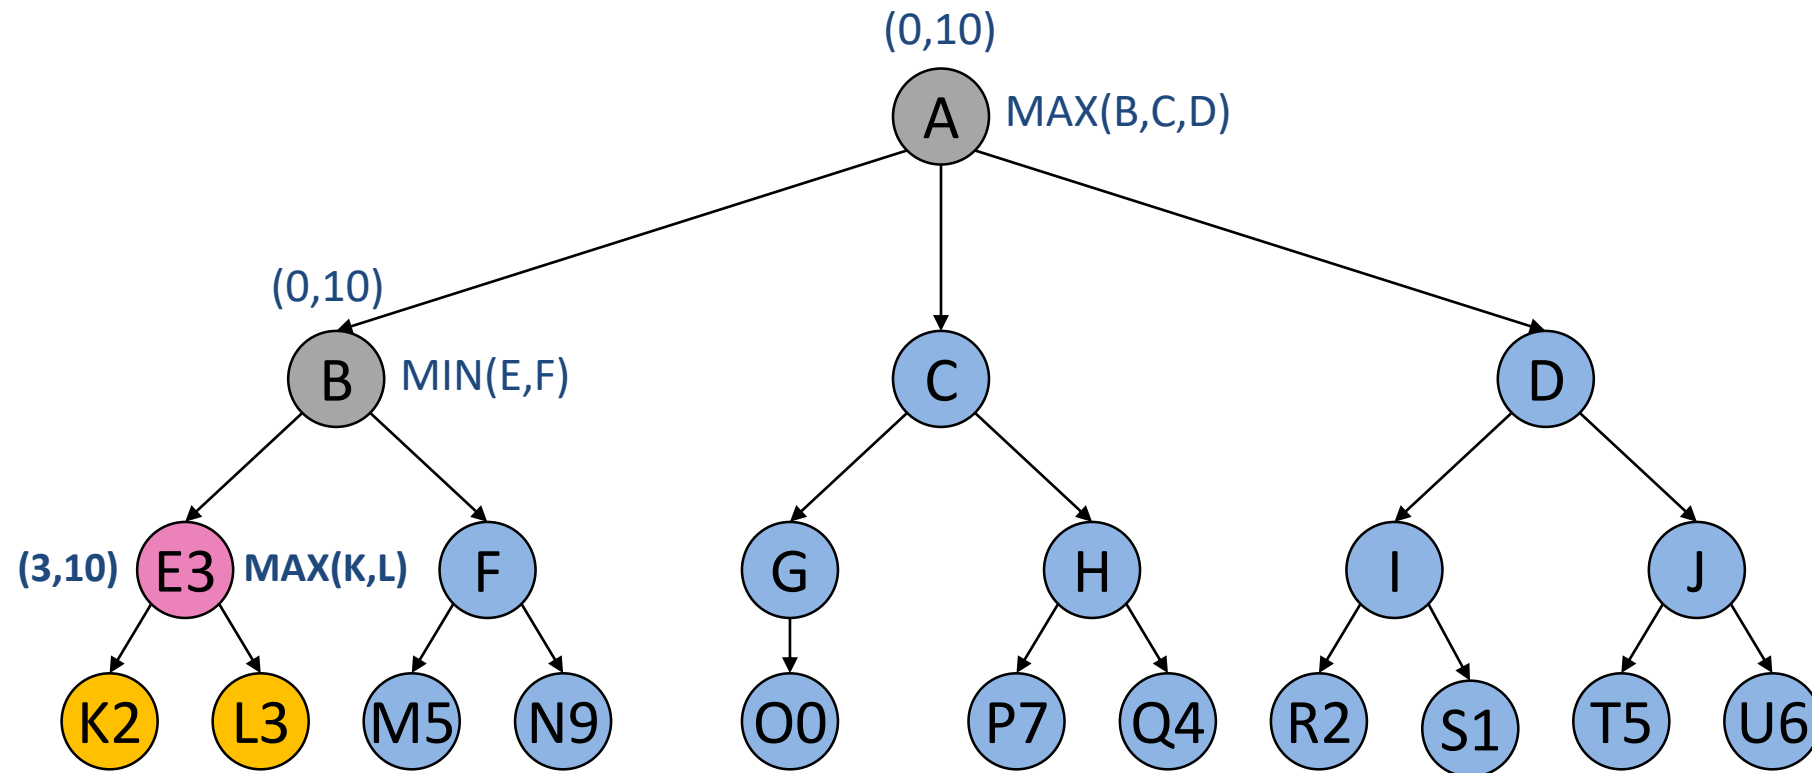 (0,10)
A MAX(B,C,D)
(0,10)
B MIN(E,F) C D
(3,10) E3 MAX(K,L) F G H I J
K2 L3 M5 N9 O0 P7 Q4 R2 S1 T5 U6